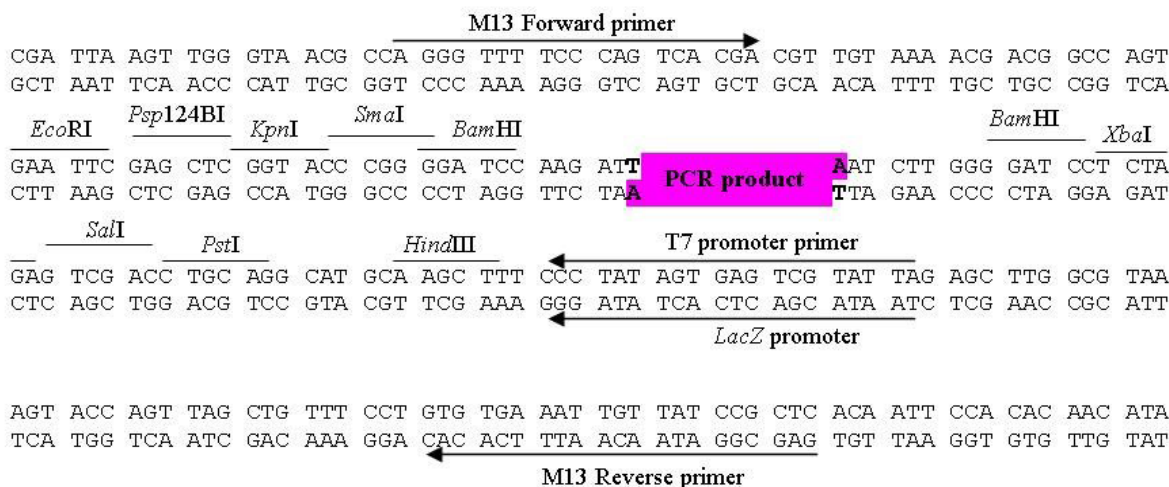 M13 Forward primer
CGA TTA AGT TGG GTA ACG CCA GGG TTT TCC CAG TCA CGA CGT TGT AAA ACG ACG GCC AGT
GCT AAT TCA ACC CAT TGC GGT CCC AAA AGG GTC AGT GCT GCA ACA TTT TGC TGC CGG TCA
EcoRI Psp124BI KpnI SmaI BamHI BamHI XbaI
GAA TTC GAG CTC GGT ACC CGG GGA TCC AAG ATT PCR product AAT CTT GGG GAT CCT CTA
CTT AAG CTC GAG CCA TGG GCC CCT AGG TTC TAA TTA GAA CCC CTA GGA GAT
SalI PstI HindIII T7 promoter primer
GAG TCG ACC TGC AGG CAT GCA AGC TTT CCC TAT AGT GAG TCG TAT TAG AGC TTG GCG TAA
CTC AGC TGG ACG TCC GTA CGT TCG AAA GGG ATA TCA CTC AGC ATA ATC TCG AAC CGC ATT
LacZ promoter
AGT ACC AGT TAG CTG TTT CCT GTG TGA AAT TGT TAT CCG CTC ACA ATT CCA CAC AAC ATA
TCA TGG TCA ATC GAC AAA GGA CAC ACT TTA ACA ATA GGC GAG TGT TAA GGT GTG TTG TAT
M13 Reverse primer